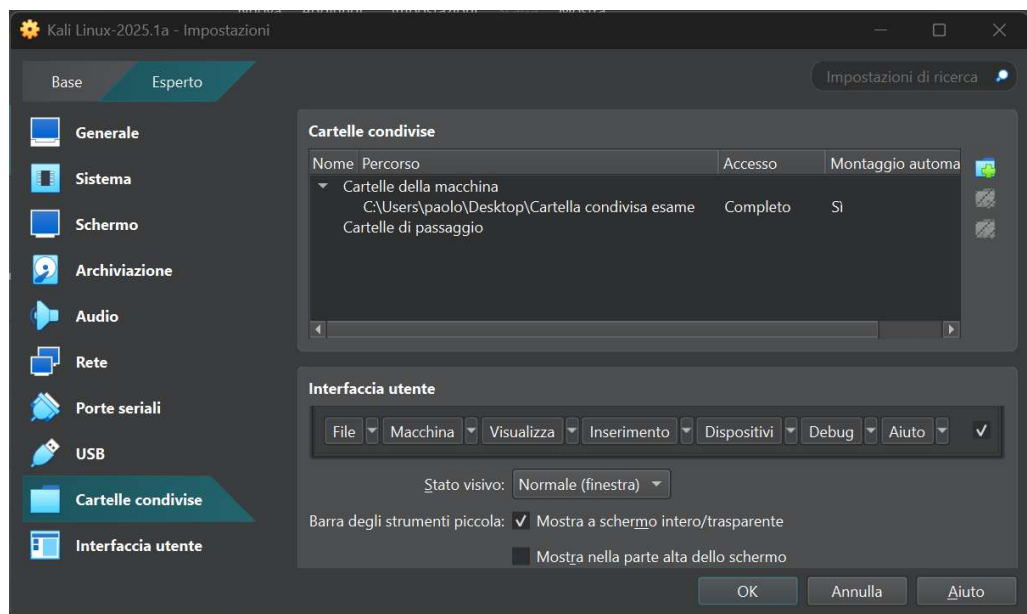 Kali Linux-2025.1a - Impostazioni
Base Esperto
Impostazioni di ricerca
Generale
Sistema
Schermo
Archiviazione
Audio
Rete
Porte seriali
USB
Cartelle condivise
Interfaccia utente
Cartelle condivise
Nome Percorso Accesso Montaggio automa
Cartelle della macchina
C:\Users\paolo\Desktop\Cartella condivisa esame Completo Sì
Cartelle di passaggio
Interfaccia utente
File Macchina Visualizza Inserimento Dispositivi Debug Aiuto
Stato visivo: Normale (finestra)
Barra degli strumenti piccola: Mostra a schermo intero/trasparente
Mostra nella parte alta dello schermo
OK Annulla Aiuto